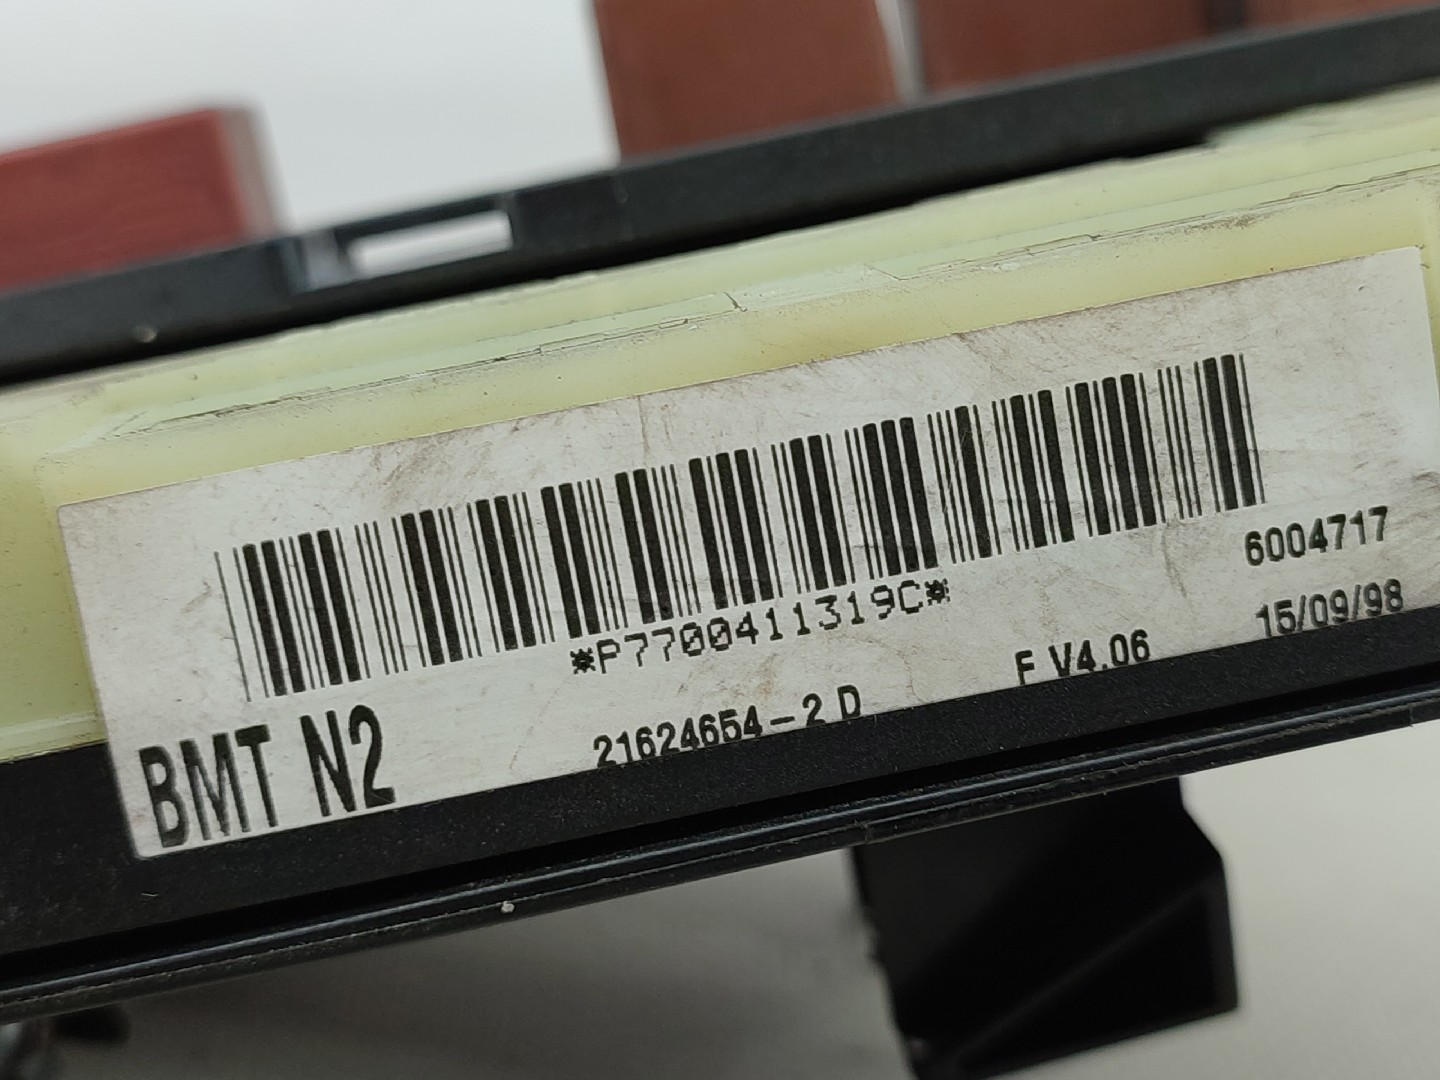 *P7700411319C*
6004717
BMT N2
21624654-2 D
F V4.06
15/09/98